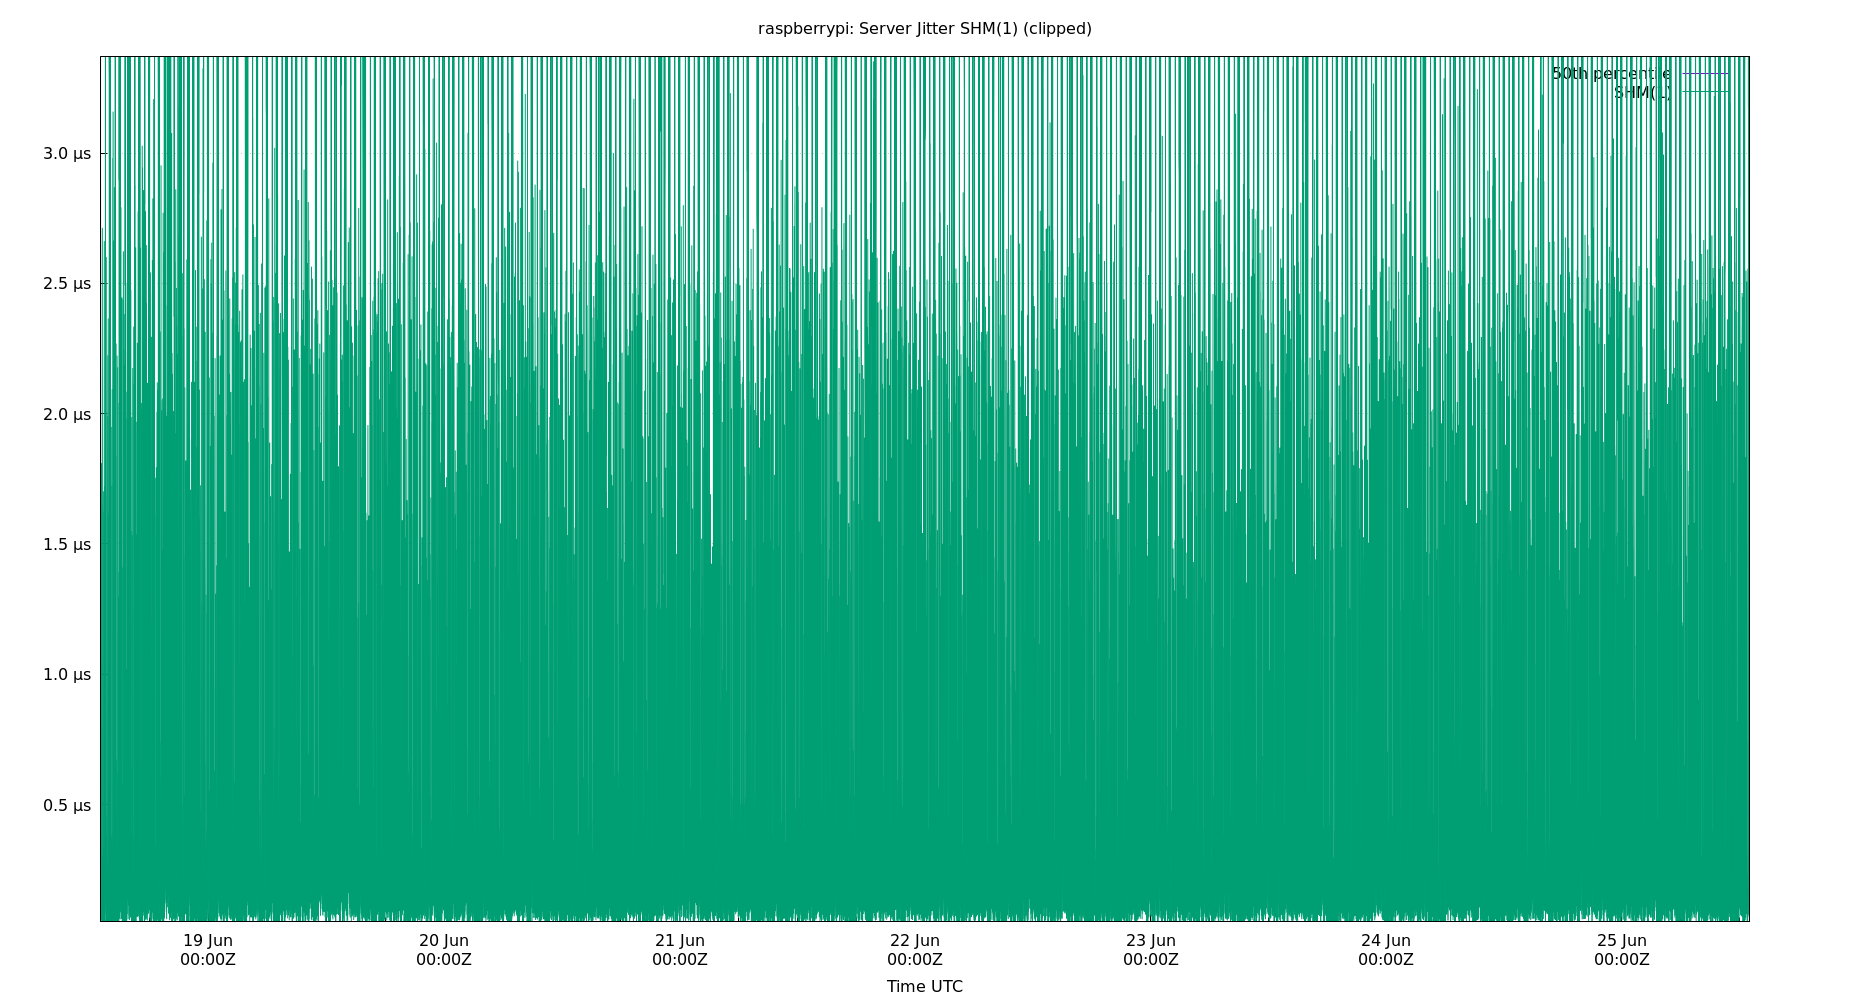 raspberrypi: Server Jitter SHM(1) (clipped)
50th percentile
SHM(1)
3.0 µs
2.5 µs
2.0 µs
1.5 µs
1.0 µs
0.5 µs
19 Jun 20 Jun 21 Jun 22 Jun 23 Jun 24 Jun 25 Jun
00:00Z 00:00Z 00:00Z 00:00Z 00:00Z 00:00Z 00:00Z
Time UTC